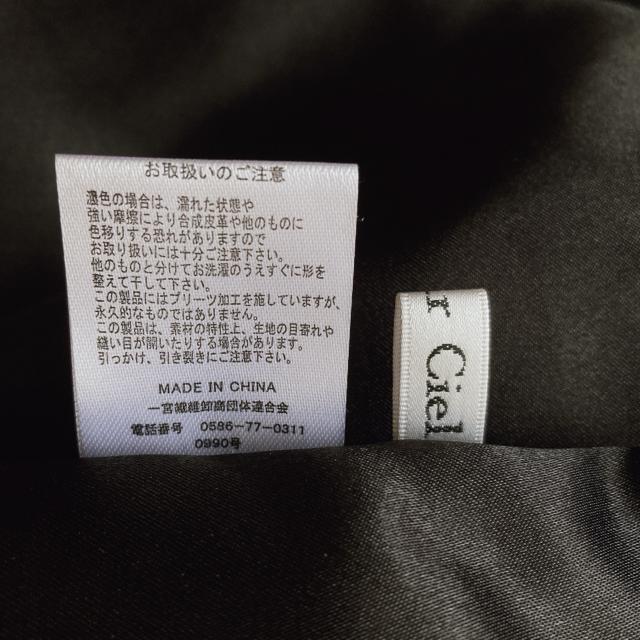 お取扱いのご注意
濃色の場合は、濡れた状態や
強い摩擦により合成皮革や他のものに
色移りする恐れがありますので
お取り扱いには十分ご注意下さい。
他のものと分けてお洗濯のうえすぐに形を
整えて干して下さい。
この製品にはプリーツ加工を施していますが、
永久的なものではありません。
この製品は、素材の特性上、生地の目寄れや
縫い目が開いたりする場合があります。
引っかけ、引き裂きにご注意下さい。
MADE IN CHINA
一宮繊維卸商団体連合会
電話番号 0586-77-0311
0990号
Ciel